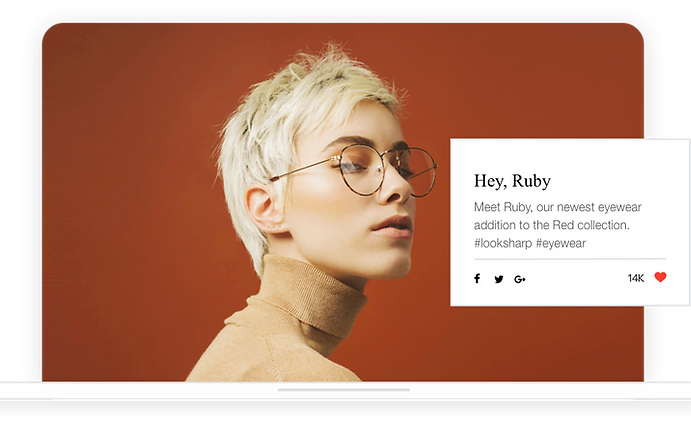 Hey, Ruby
Meet Ruby, our newest eyewear
addition to the Red collection.
#looksharp #eyewear
14K